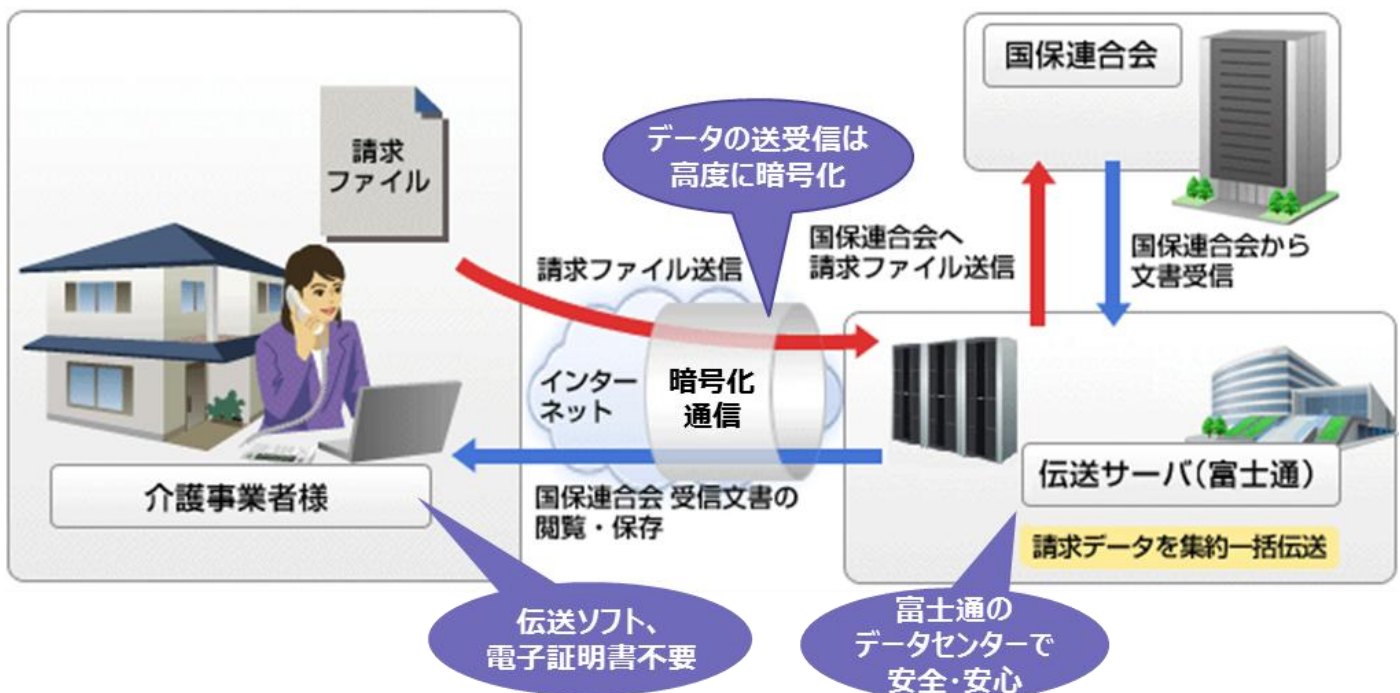 請求
ファイル
介護事業者様
請求ファイル送信
データの送受信は
高度に暗号化
インター
ネット
暗号化
通信
国保連合会 受信文書の
閲覧・保存
伝送ソフト、
電子証明書不要
国保連合会
国保連合会へ
請求ファイル送信
国保連合会から
文書受信
伝送サーバ(富士通)
請求データを集約一括伝送
富士通の
データセンターで
安全・安心